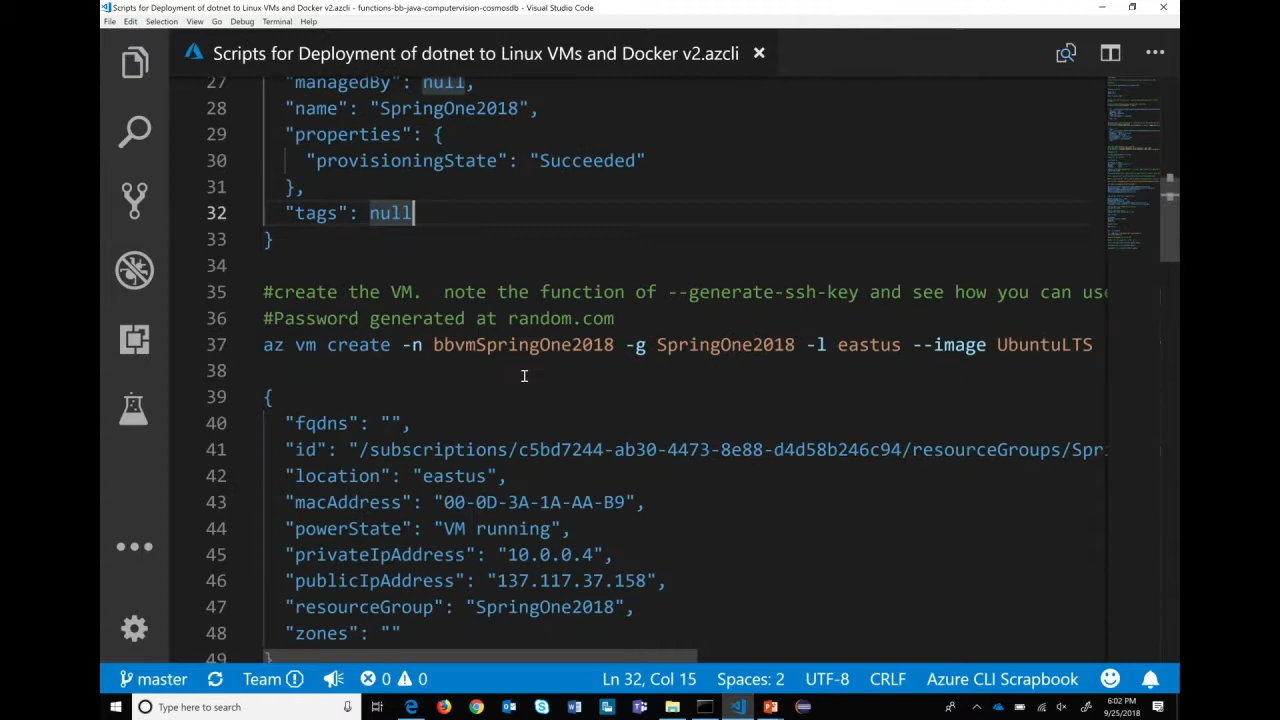 Scripts for Deployment of dotnet to Linux VMs and Docker v2.azcli - functions-bb-java-computervision-cosmosdb - Visual Studio Code
File Edit Selection View Go Debug Terminal Help
Scripts for Deployment of dotnet to Linux VMs and Docker v2.azcli
27 "managedBy": null,
28 "name": "SpringOne2018",
29 "properties": {
30 "provisioningState": "Succeeded"
31 },
32 "tags": null
33 }
34
35 #create the VM.  note the function of --generate-ssh-key and see how you can use
36 #Password generated at random.com
37 az vm create -n bbvmSpringOne2018 -g SpringOne2018 -l eastus --image UbuntuLTS
38
39 {
40 "fqdns": "",
41 "id": "/subscriptions/c5bd7244-ab30-4473-8e88-d4d58b246c94/resourceGroups/Spr
42 "location": "eastus",
43 "macAddress": "00-0D-3A-1A-AA-B9",
44 "powerState": "VM running",
45 "privateIpAddress": "10.0.0.4",
46 "publicIpAddress": "137.117.37.158",
47 "resourceGroup": "SpringOne2018",
48 "zones": ""
49 }
master Team 0 0 Ln 32, Col 15 Spaces: 2 UTF-8 CRLF Azure CLI Scrapbook
Type here to search
6:02 PM
9/25/2018